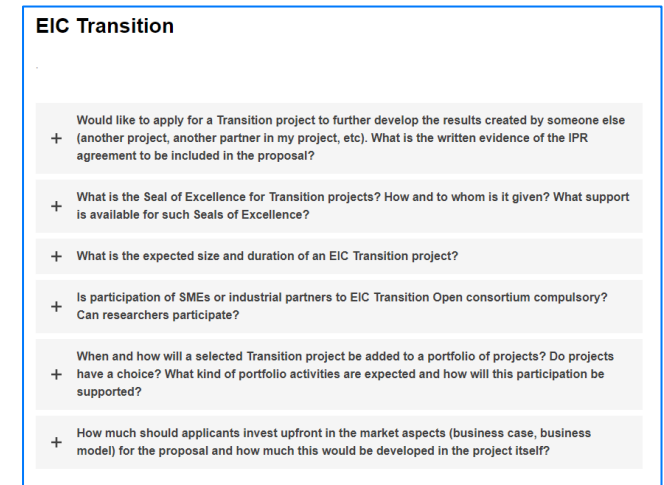 EIC Transition
Would like to apply for a Transition project to further develop the results created by someone else
(another project, another partner in my project, etc). What is the written evidence of the IPR
agreement to be included in the proposal?
What is the Seal of Excellence for Transition projects? How and to whom is it given? What support
is available for such Seals of Excellence?
What is the expected size and duration of an EIC Transition project?
Is participation of SMEs or industrial partners to EIC Transition Open consortium compulsory?
Can researchers participate?
When and how will a selected Transition project be added to a portfolio of projects? Do projects
have a choice? What kind of portfolio activities are expected and how will this participation be
supported?
How much should applicants invest upfront in the market aspects (business case, business
model) for the proposal and how much this would be developed in the project itself?